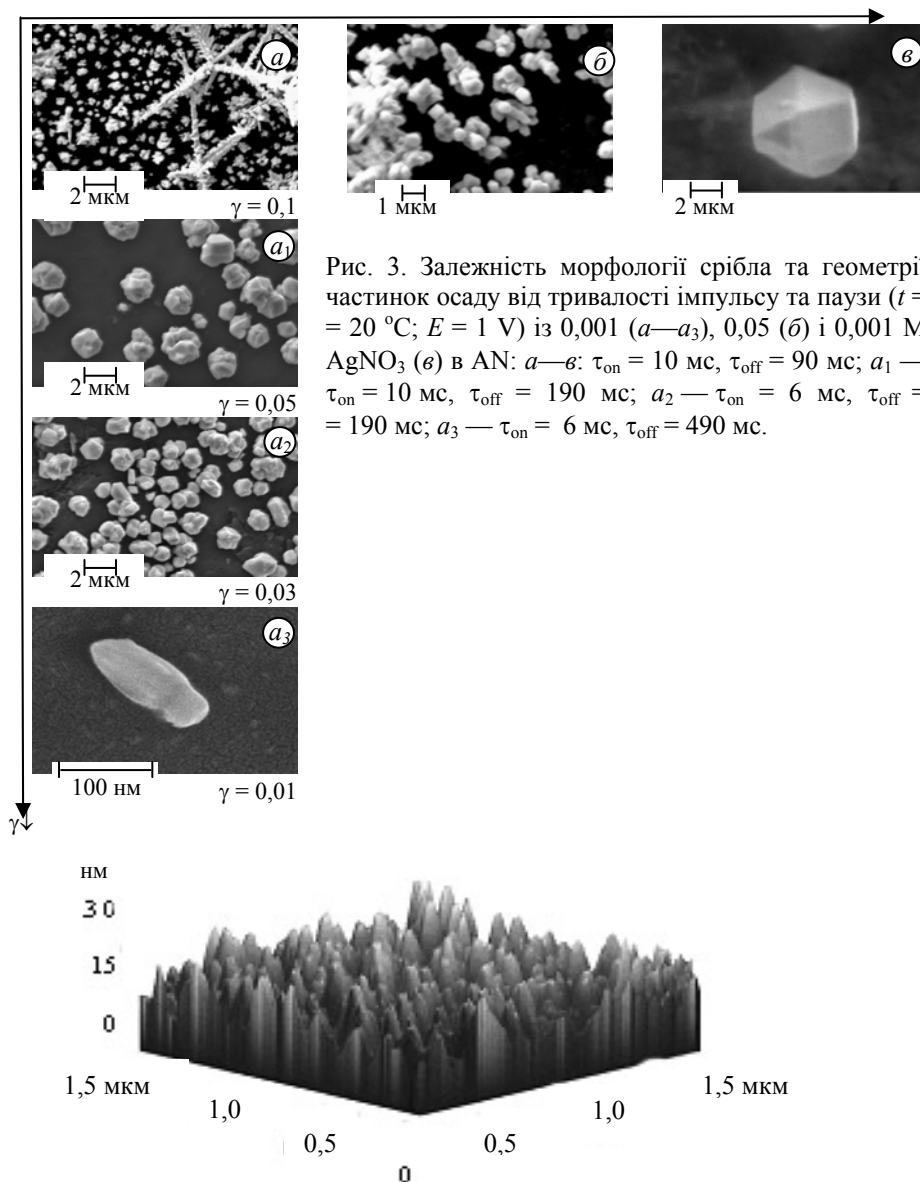 а
2 мкм
γ = 0,1
б
1 мкм
в
2 мкм
а₁
2 мкм
γ = 0,05
а₂
2 мкм
γ = 0,03
а₃
100 нм
γ = 0,01
γ↓
Рис. 3. Залежність морфології срібла та геометрії
частинок осаду від тривалості імпульсу та паузи (t =
= 20 °C; E = 1 V) із 0,001 (а—а₃), 0,05 (б) і 0,001 М
AgNO₃ (в) в AN: а—в: τon = 10 мс, τoff = 90 мс; а₁ —
τon = 10 мс, τoff = 190 мс; а₂ — τon = 6 мс, τoff =
= 190 мс; а₃ — τon = 6 мс, τoff = 490 мс.
нм
30
15
0
1,5 мкм
1,0
0,5
0
0,5
1,0
1,5 мкм